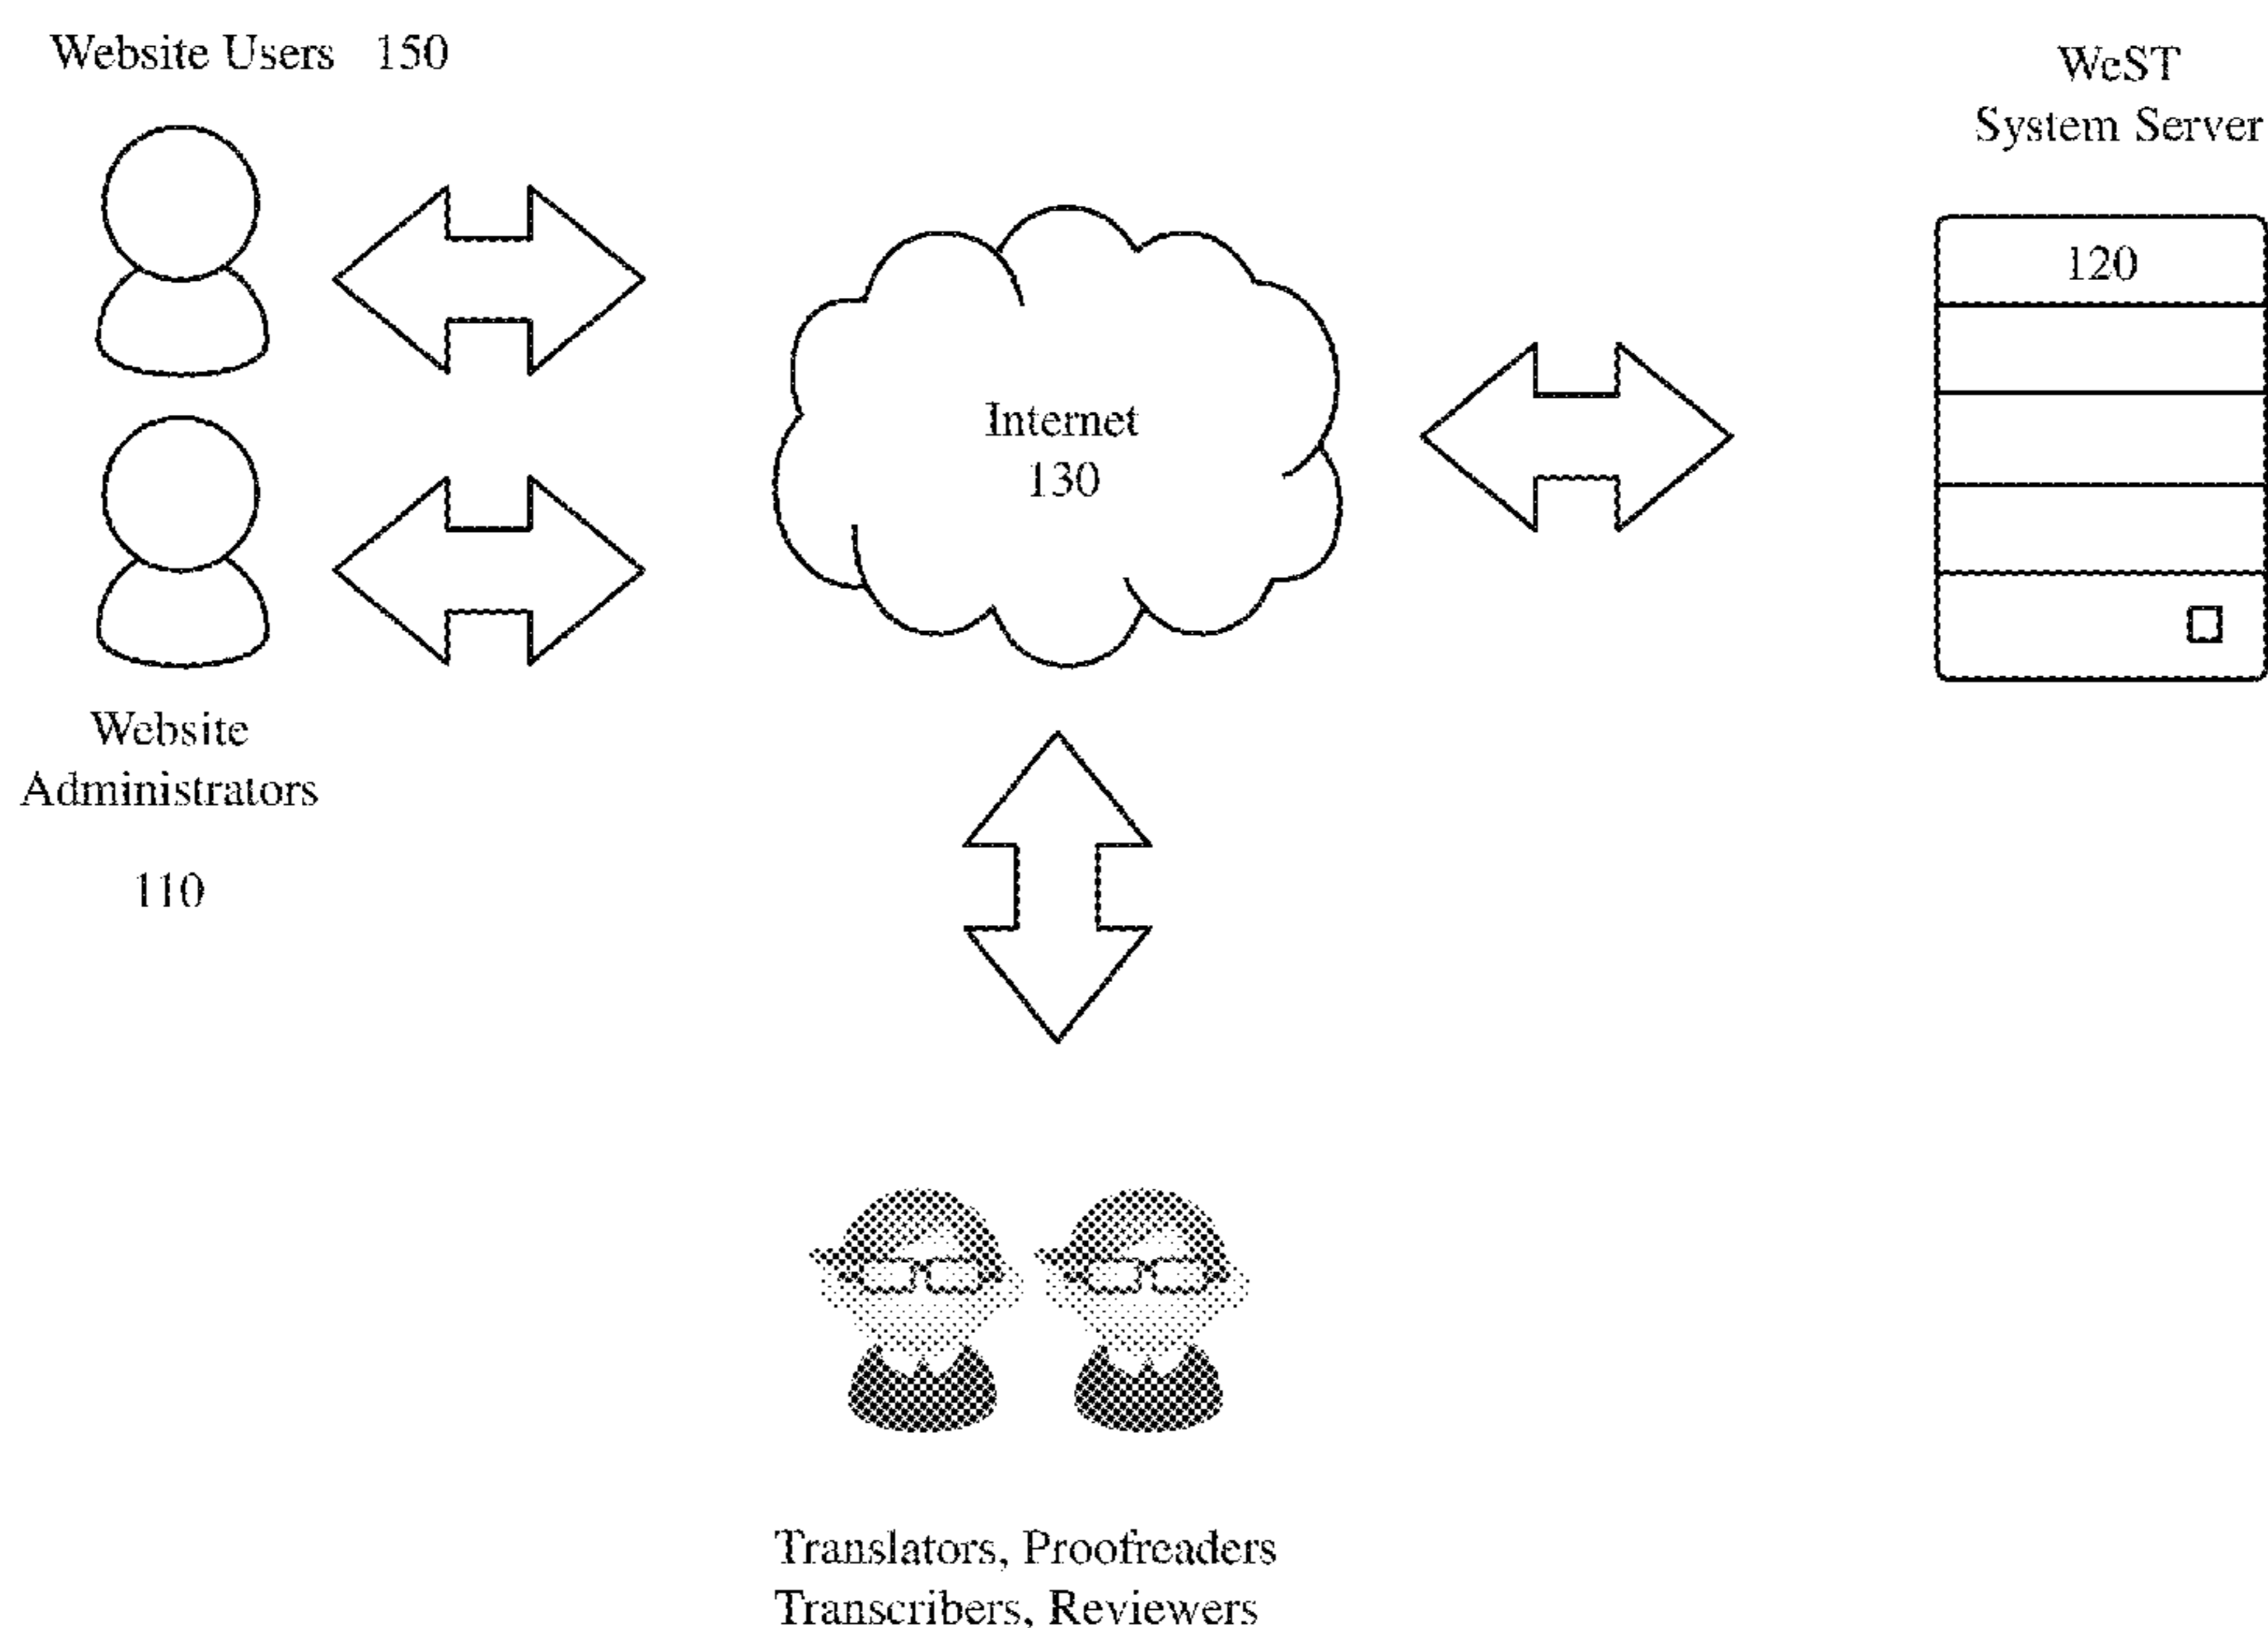 Website Users 150
WeST
System Server
120
Internet
130
Website
Administrators
110
Translators, Proofreaders
Transcribers, Reviewers